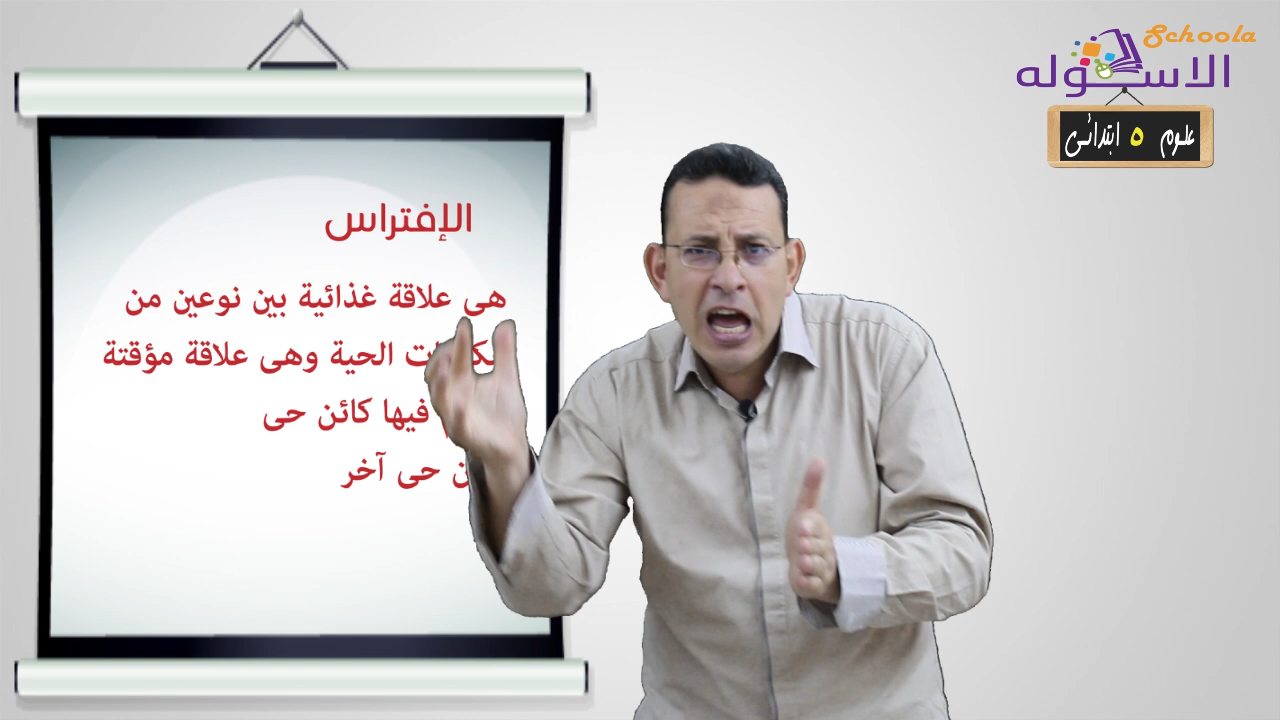 Schoola
الاسوله
علوم ٥ ابتدائى
الإفتراس
هى علاقة غذائية بين نوعين من
الحية وهى علاقة مؤقتة
فيها كائن حى
حى آخر